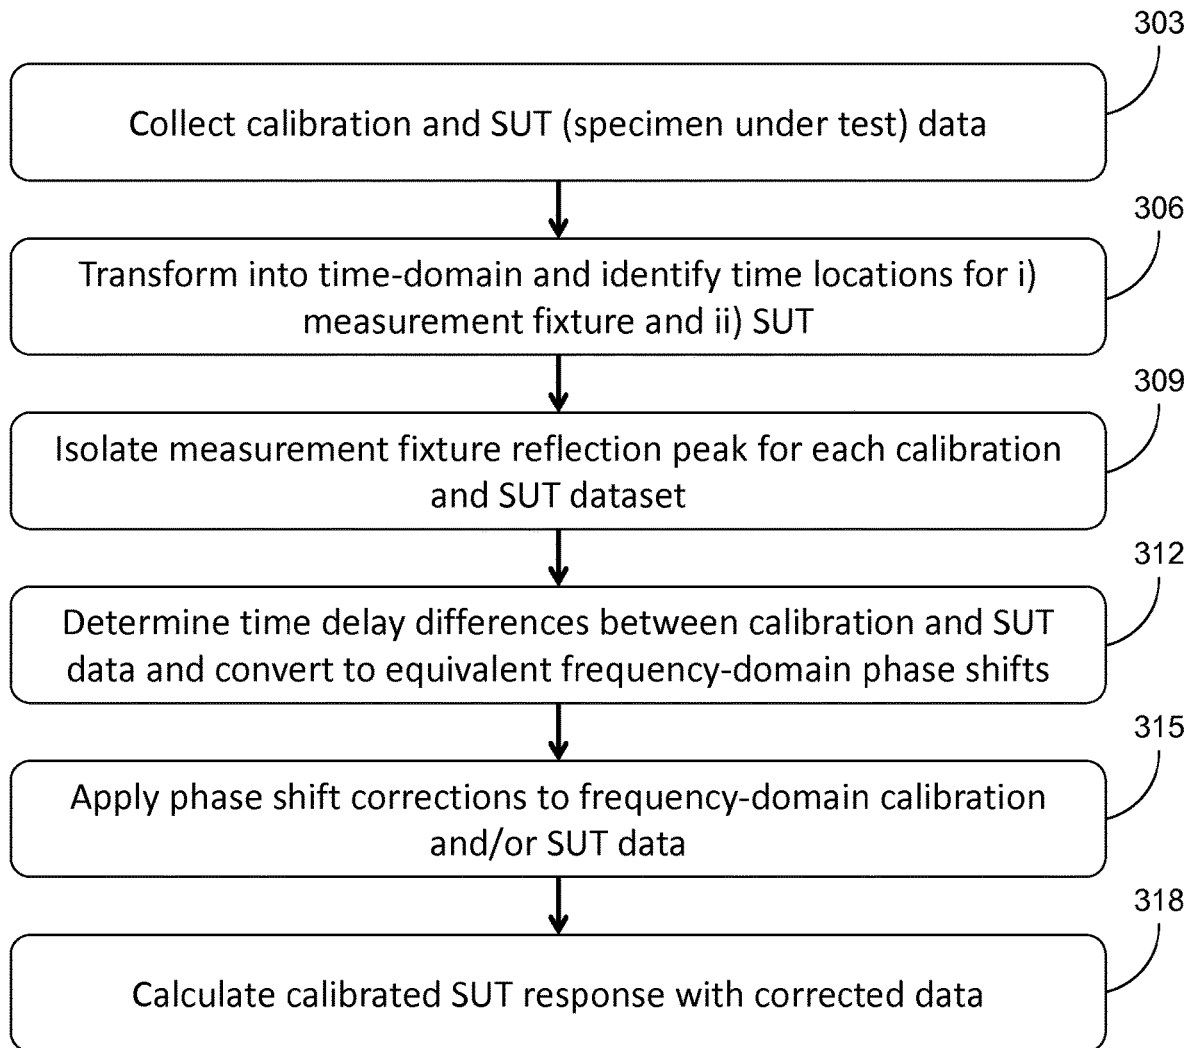 303
Collect calibration and SUT (specimen under test) data
306
Transform into time-domain and identify time locations for i)
measurement fixture and ii) SUT
309
Isolate measurement fixture reflection peak for each calibration
and SUT dataset
312
Determine time delay differences between calibration and SUT
data and convert to equivalent frequency-domain phase shifts
315
Apply phase shift corrections to frequency-domain calibration
and/or SUT data
318
Calculate calibrated SUT response with corrected data